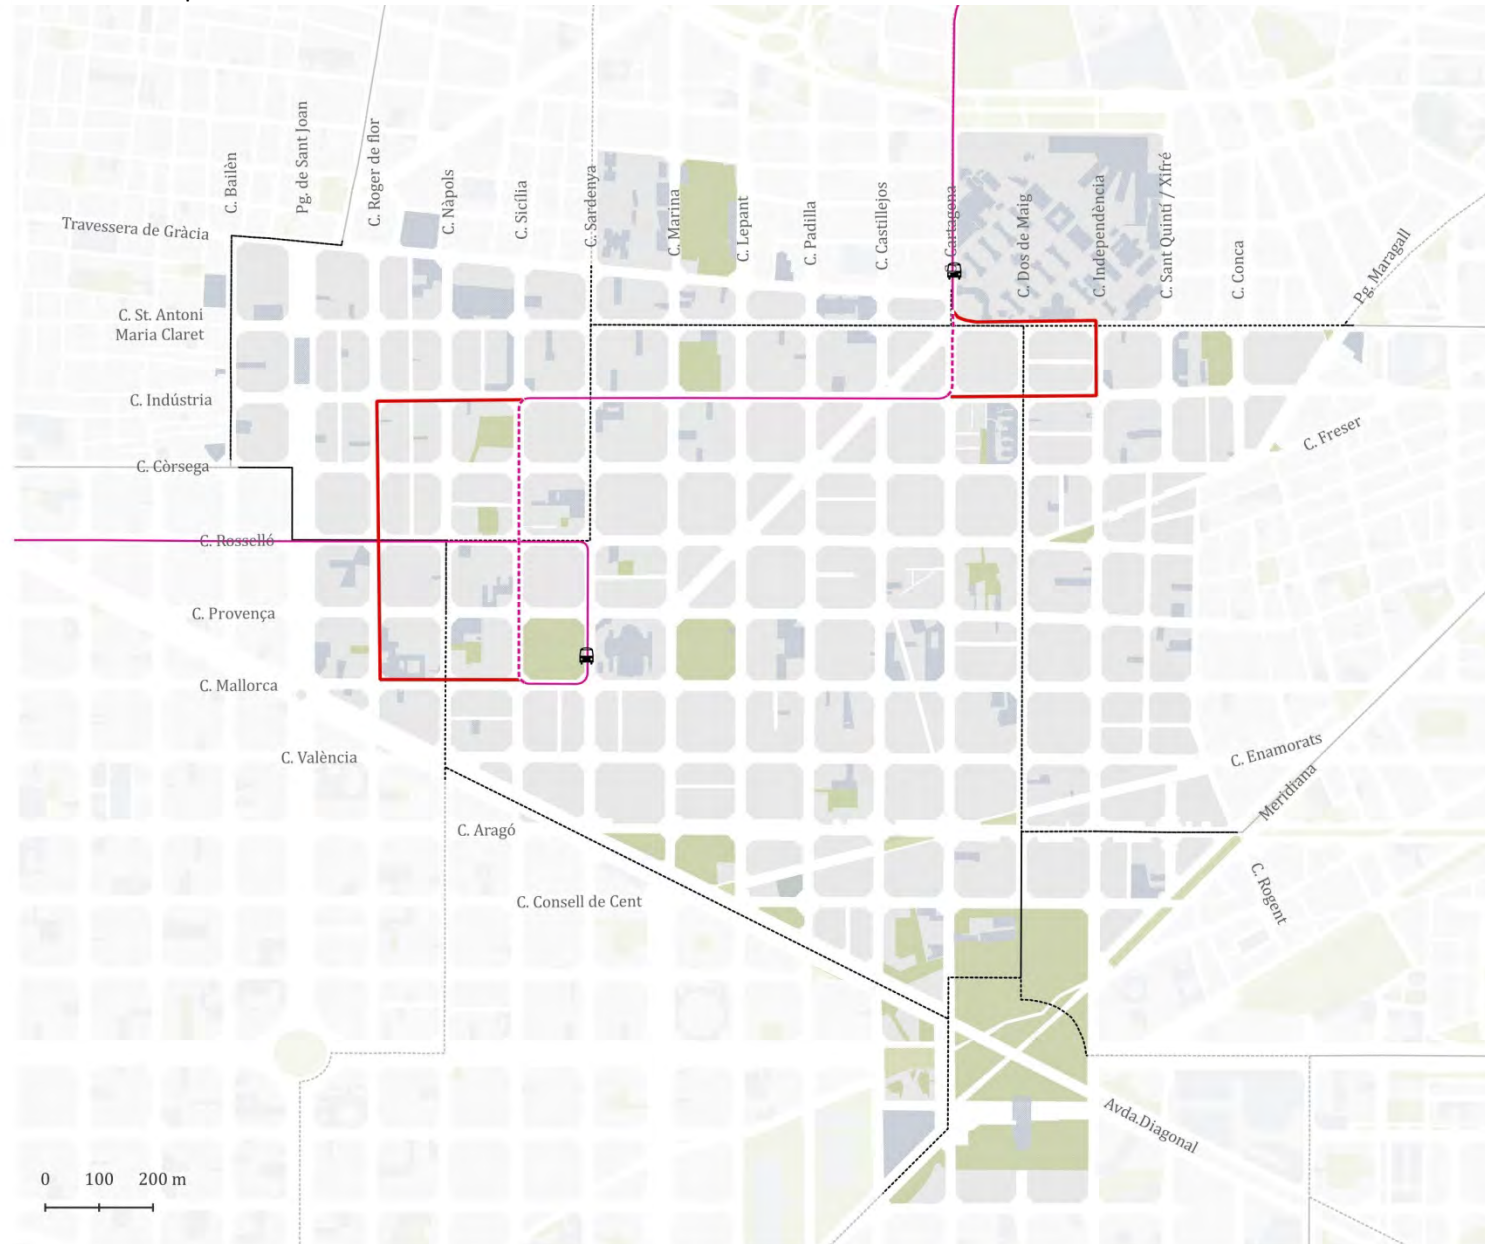 C. Bailèn
Pg. de Sant Joan
C. Roger de flor
C. Nàpols
C. Sicília
C. Sardenya
C. Marina
C. Lepant
C. Padilla
C. Castillejos
C. Cartagena
C. Dos de Maig
C. Independència
C. Sant Quintí / Xifré
C. Conca
Pg. Maragall
Travessera de Gràcia
C. St. Antoni
Maria Claret
C. Indústria
C. Freser
C. Còrsega
C. Rosselló
C. Provença
C. Mallorca
C. València
C. Enamorats
Meridiana
C. Aragó
C. Rogent
C. Consell de Cent
Avda.Diagonal
0 100 200 m